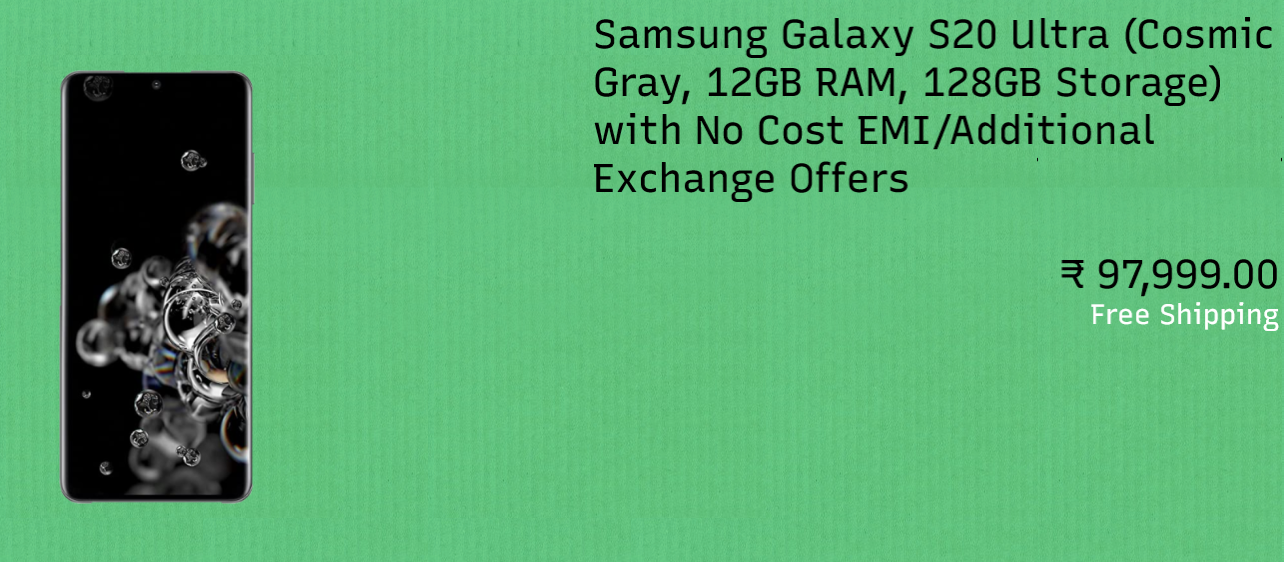 Samsung Galaxy S20 Ultra (Cosmic
Gray, 12GB RAM, 128GB Storage)
with No Cost EMI/Additional
Exchange Offers
₹ 97,999.00
Free Shipping